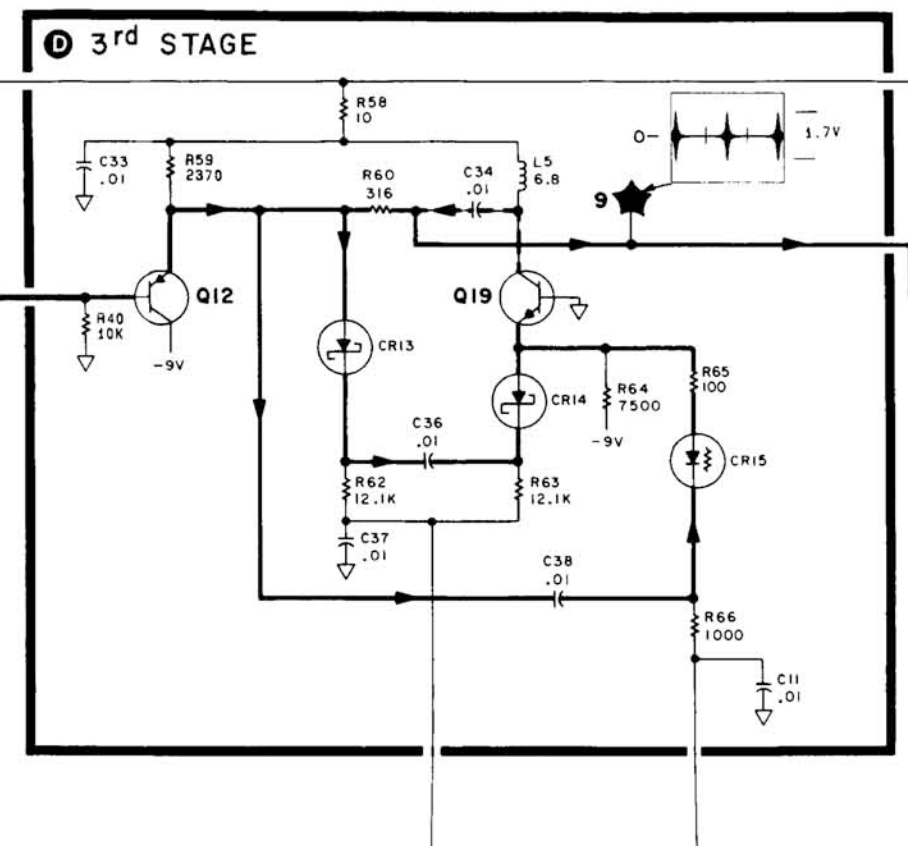 D 3rd STAGE
R58
10
0-
1.7V
C33
.01
R59
2370
R60
316
C34
.01
L5
6.8
9
Q12
Q19
R40
10K
-9V
CR13
CR14
R64
7500
-9V
R65
100
C36
.01
CR15
R62
12.1K
R63
12.1K
C37
.01
C38
.01
R66
1000
C11
.01